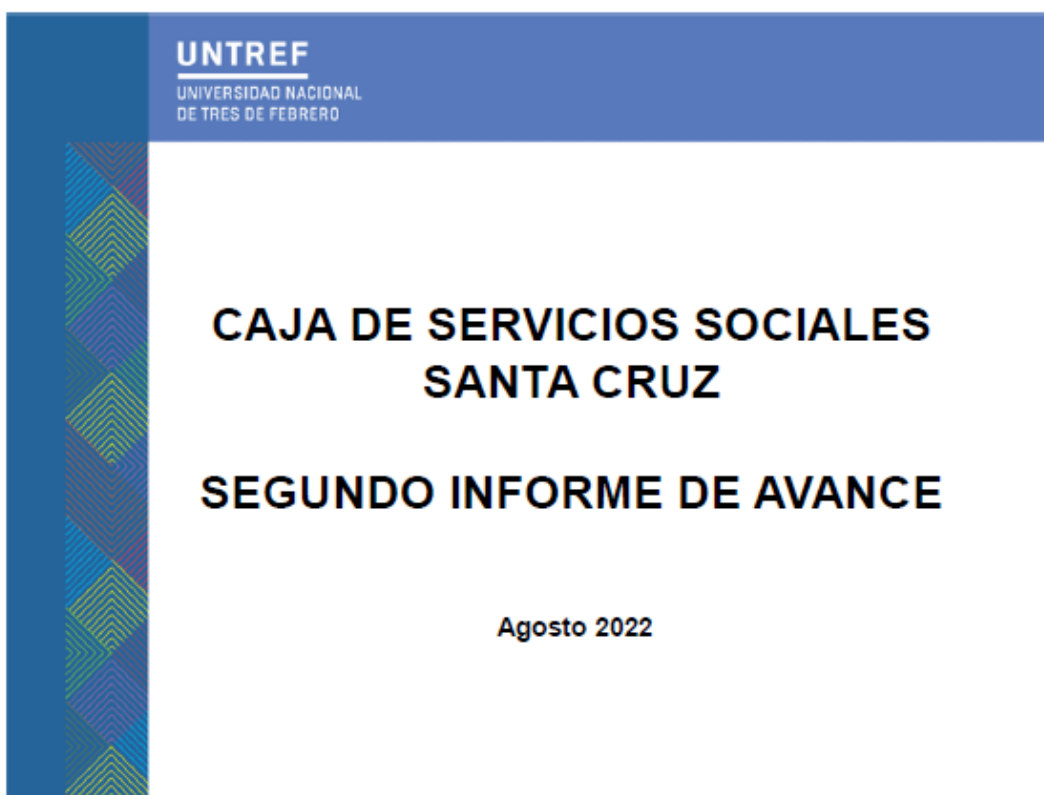 UNTREF
UNIVERSIDAD NACIONAL
DE TRES DE FEBRERO
CAJA DE SERVICIOS SOCIALES
SANTA CRUZ
SEGUNDO INFORME DE AVANCE
Agosto 2022